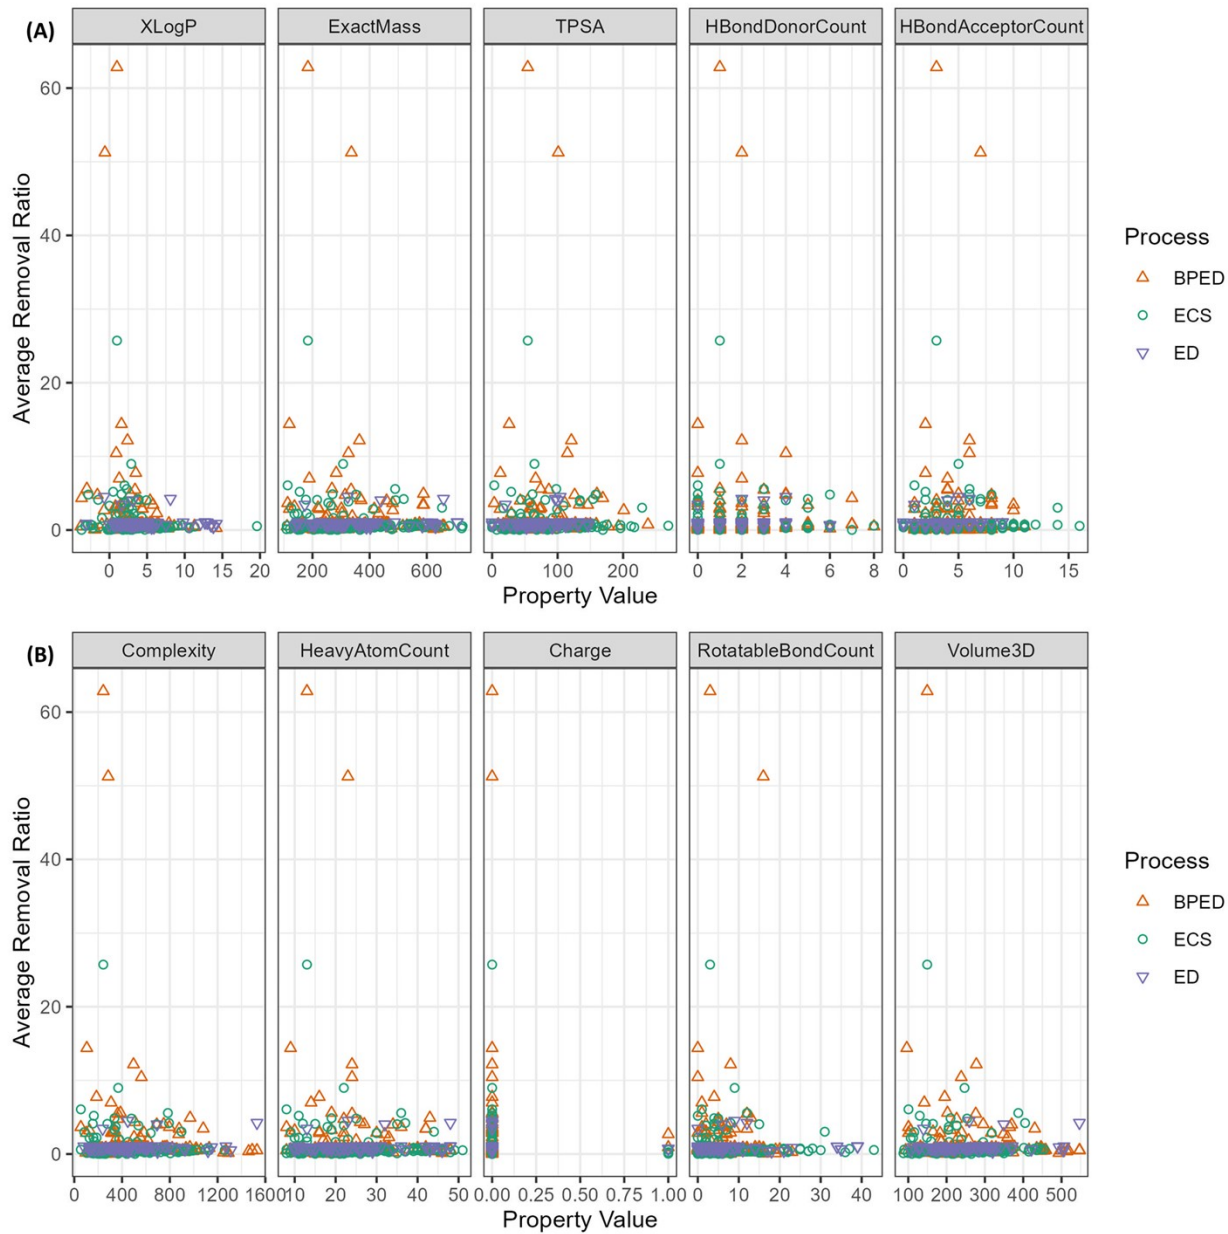 (A)
XLogP
ExactMass
TPSA
HBondDonorCount
HBondAcceptorCount
Average Removal Ratio
60
40
20
0
0 5 10 15 20
200 400 600
0 100 200
0 2 4 6 8
0 5 10 15
Property Value
Process
BPED
ECS
ED
(B)
Complexity
HeavyAtomCount
Charge
RotatableBondCount
Volume3D
Average Removal Ratio
60
40
20
0
0 400 800 1200 1600
10 20 30 40 50
0.00 0.25 0.50 0.75 1.00
0 10 20 30 40
100 200 300 400 500
Property Value
Process
BPED
ECS
ED